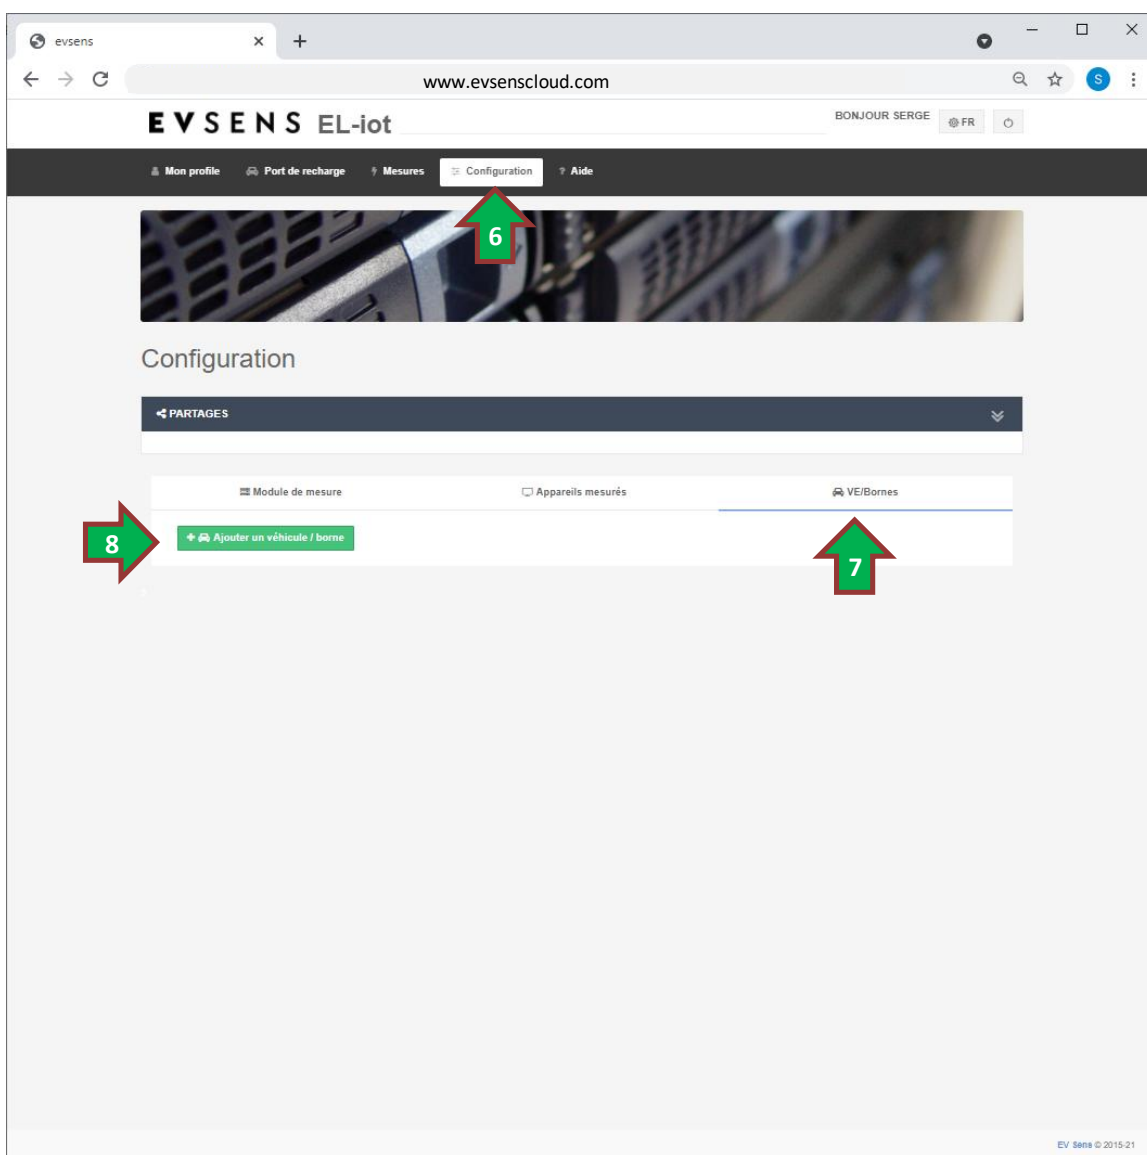 evsens
www.evsenscloud.com
S
EVSENS EL-iot
BONJOUR SERGE
FR
Mon profile Port de recharge Mesures Configuration ? Aide
6
Configuration
PARTAGES
Module de mesure Appareils mesurés VE/Bornes
8
+ Ajouter un véhicule / borne
7
EV Sens © 2015-21